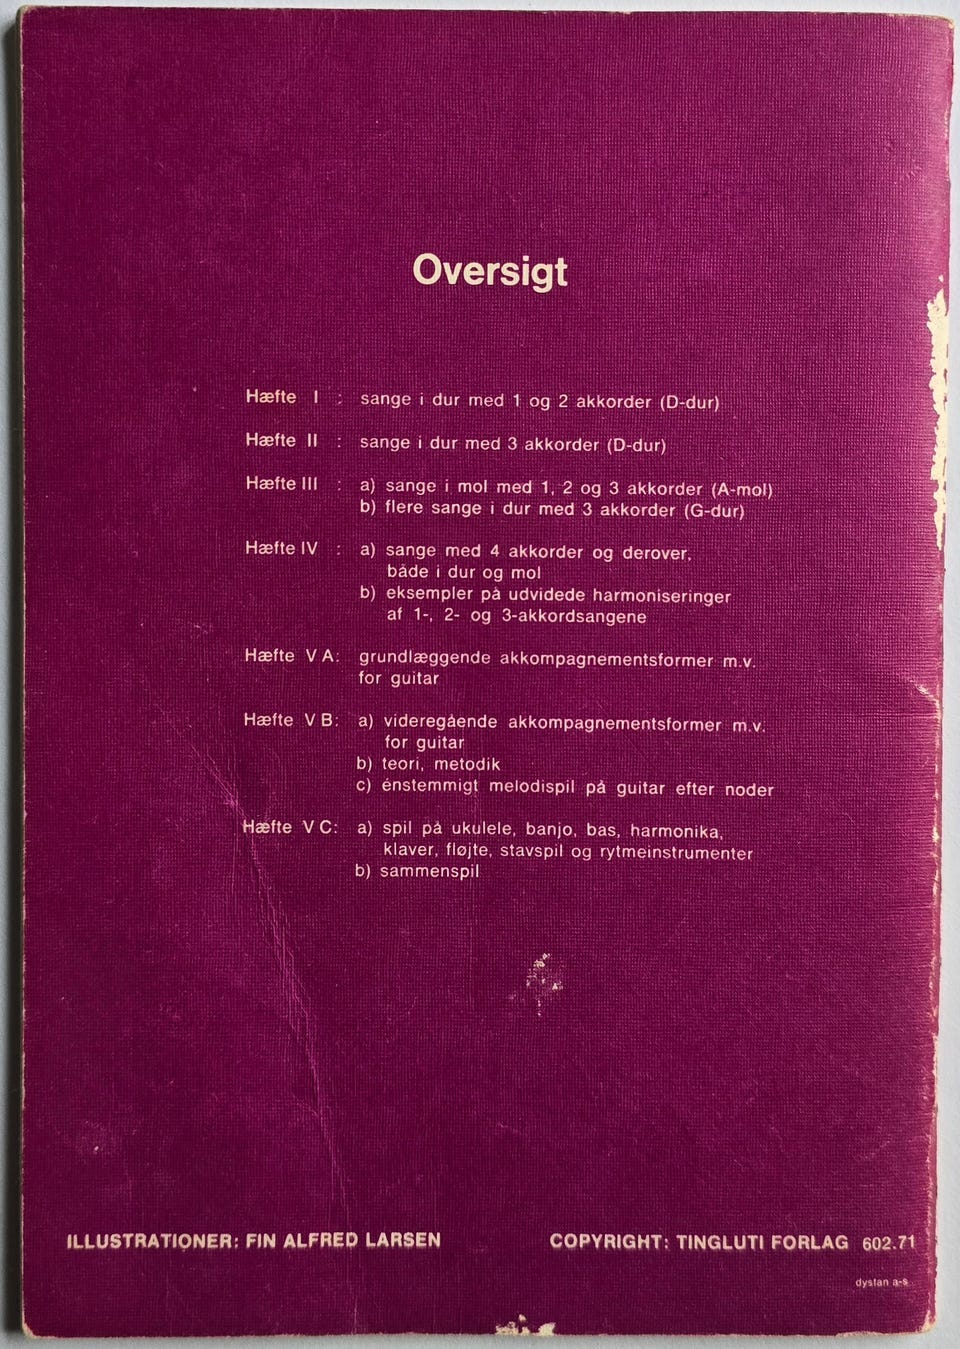 Oversigt
Hæfte I : sange i dur med 1 og 2 akkorder (D-dur)
Hæfte II : sange i dur med 3 akkorder (D-dur)
Hæfte III : a) sange i mol med 1, 2 og 3 akkorder (A-mol)
b) flere sange i dur med 3 akkorder (G-dur)
Hæfte IV : a) sange med 4 akkorder og derover,
både i dur og mol
b) eksempler på udvidede harmoniseringer
af 1-, 2- og 3-akkordsangene
Hæfte V A: grundlæggende akkompagnementsformer m.v.
for guitar
Hæfte V B: a) videregående akkompagnementsformer m.v.
for guitar
b) teori, metodik
c) énstemmigt melodispil på guitar efter noder
Hæfte V C: a) spil på ukulele, banjo, bas, harmonika,
klaver, fløjte, stavspil og rytmeinstrumenter
b) sammenspil
ILLUSTRATIONER: FIN ALFRED LARSEN COPYRIGHT: TINGLUTI FORLAG 602.71
dystan a-s